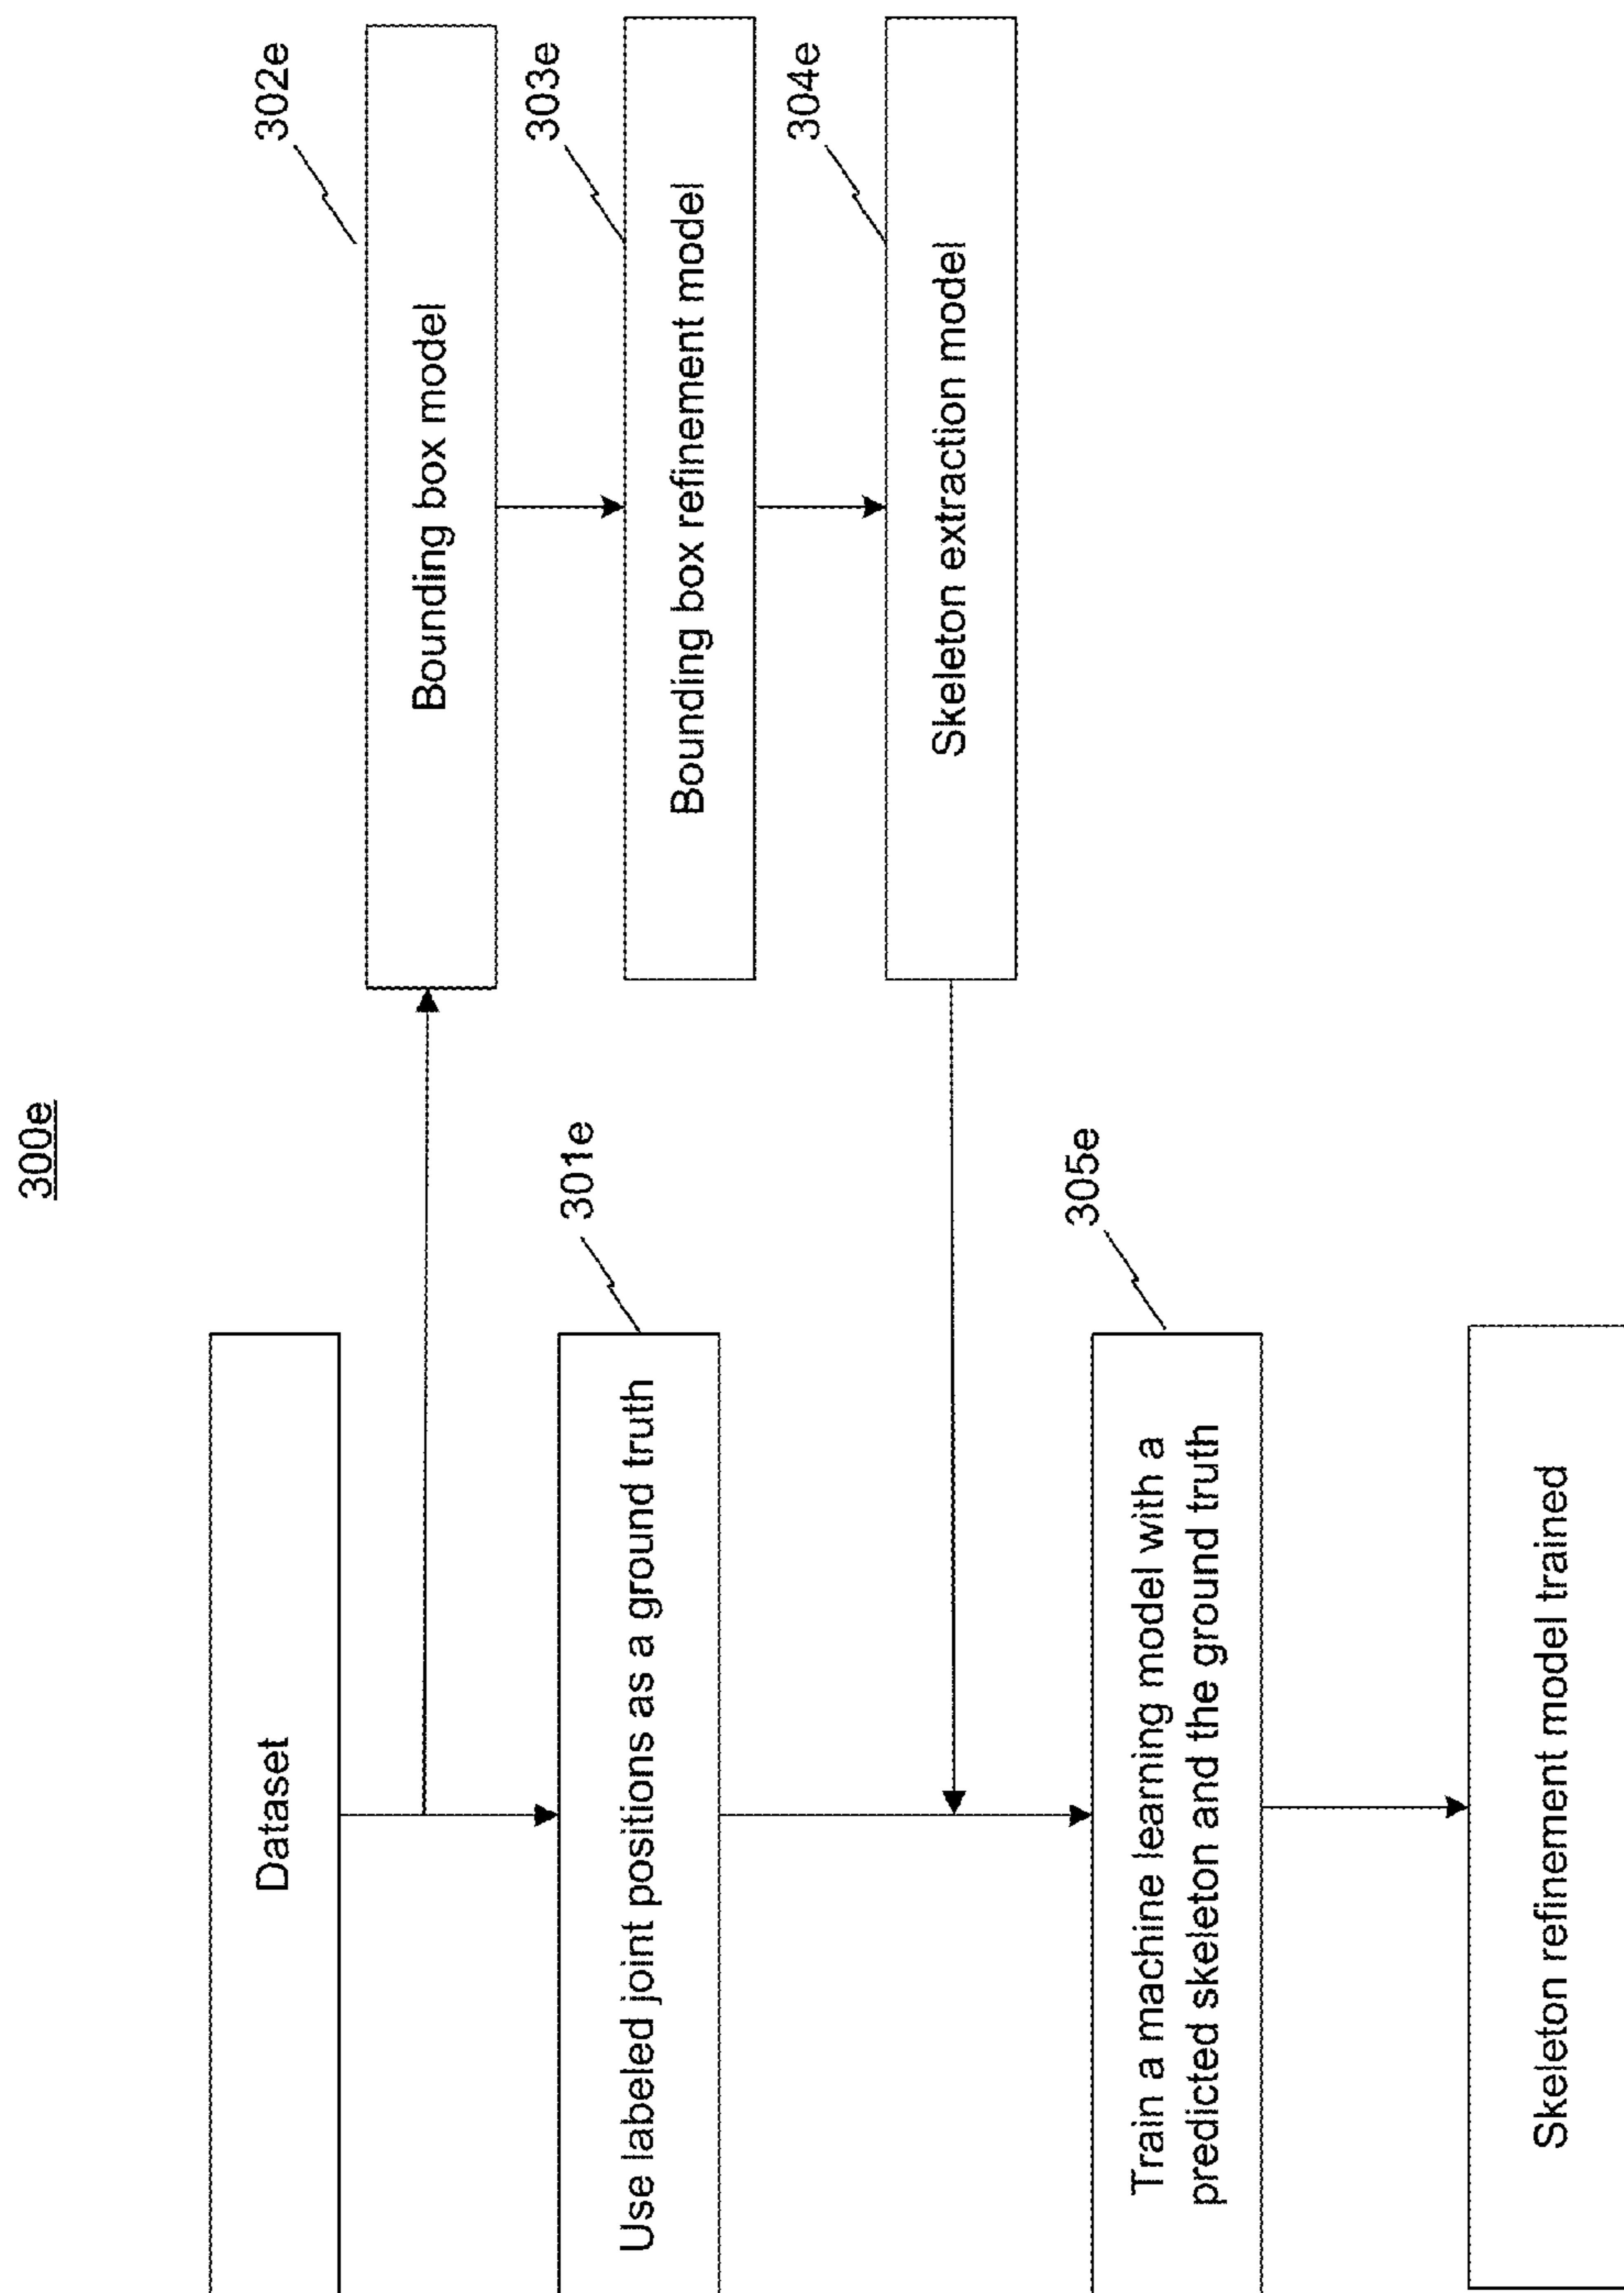 300e
Dataset
302e
Bounding box model
301e
Use labeled joint positions as a ground truth
303e
Bounding box refinement model
304e
Skeleton extraction model
305e
Train a machine learning model with a
predicted skeleton and the ground truth
Skeleton refinement model trained